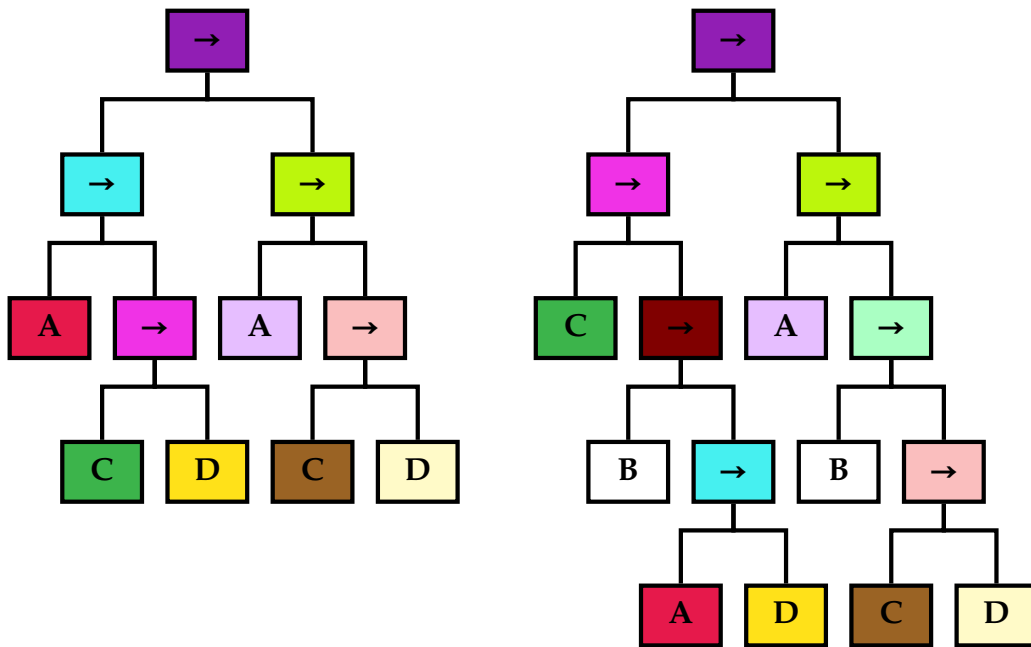 → →
→ → → →
A → A → C → A →
C D C D B → B →
A D C D